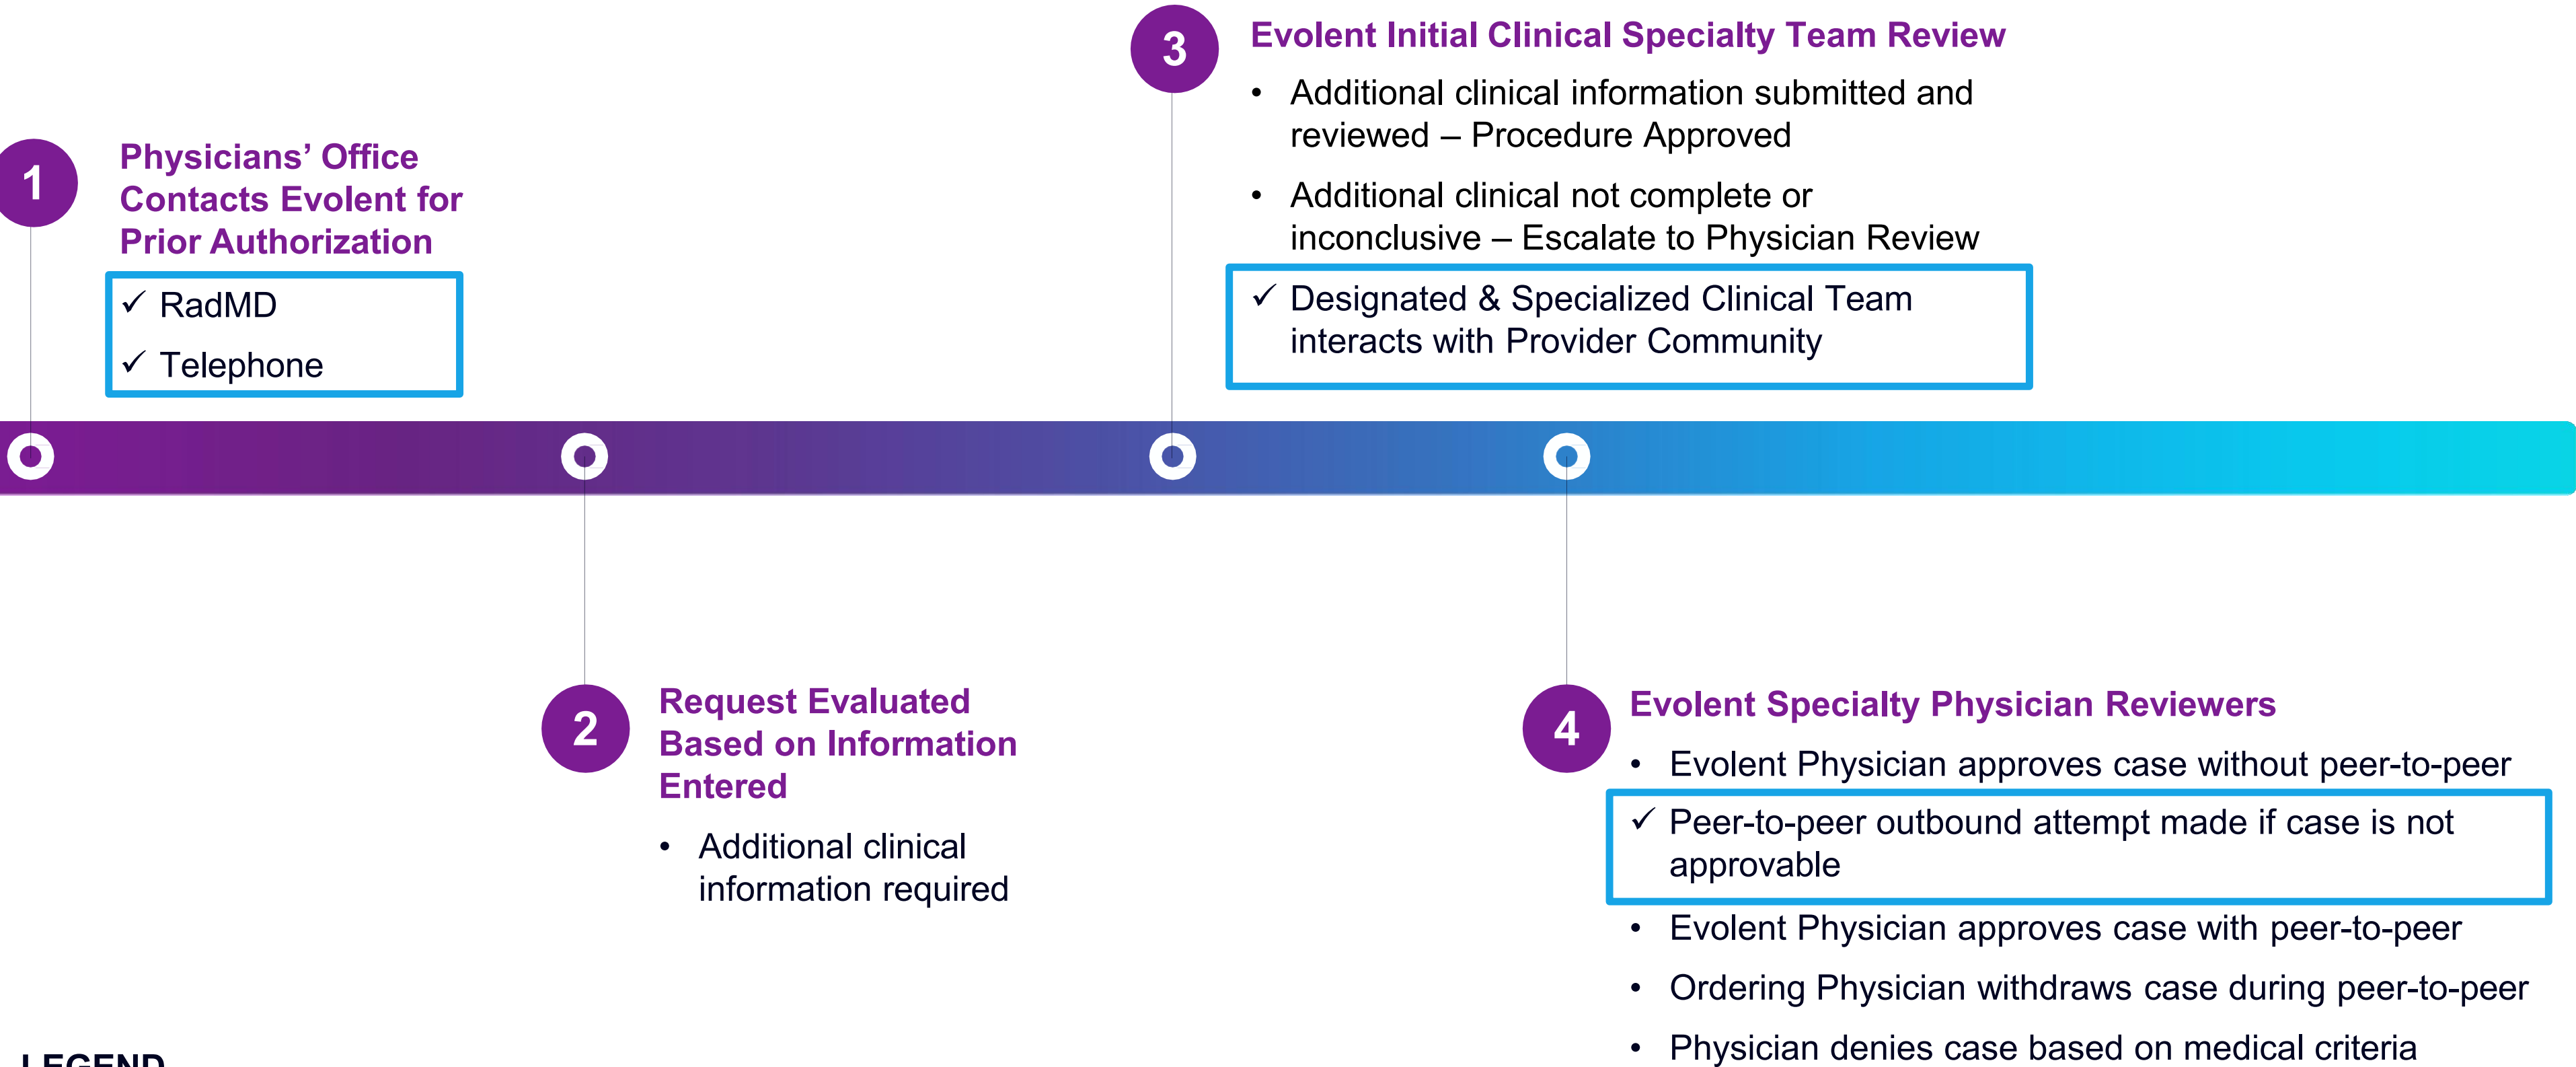 1
Physicians’ Office
Contacts Evolent for
Prior Authorization
✓ RadMD
✓ Telephone
2
Request Evaluated
Based on Information
Entered
• Additional clinical
information required
3
Evolent Initial Clinical Specialty Team Review
• Additional clinical information submitted and
reviewed – Procedure Approved
• Additional clinical not complete or
inconclusive – Escalate to Physician Review
✓ Designated & Specialized Clinical Team
interacts with Provider Community
4
Evolent Specialty Physician Reviewers
• Evolent Physician approves case without peer-to-peer
✓ Peer-to-peer outbound attempt made if case is not
approvable
• Evolent Physician approves case with peer-to-peer
• Ordering Physician withdraws case during peer-to-peer
• Physician denies case based on medical criteria
LEGEND